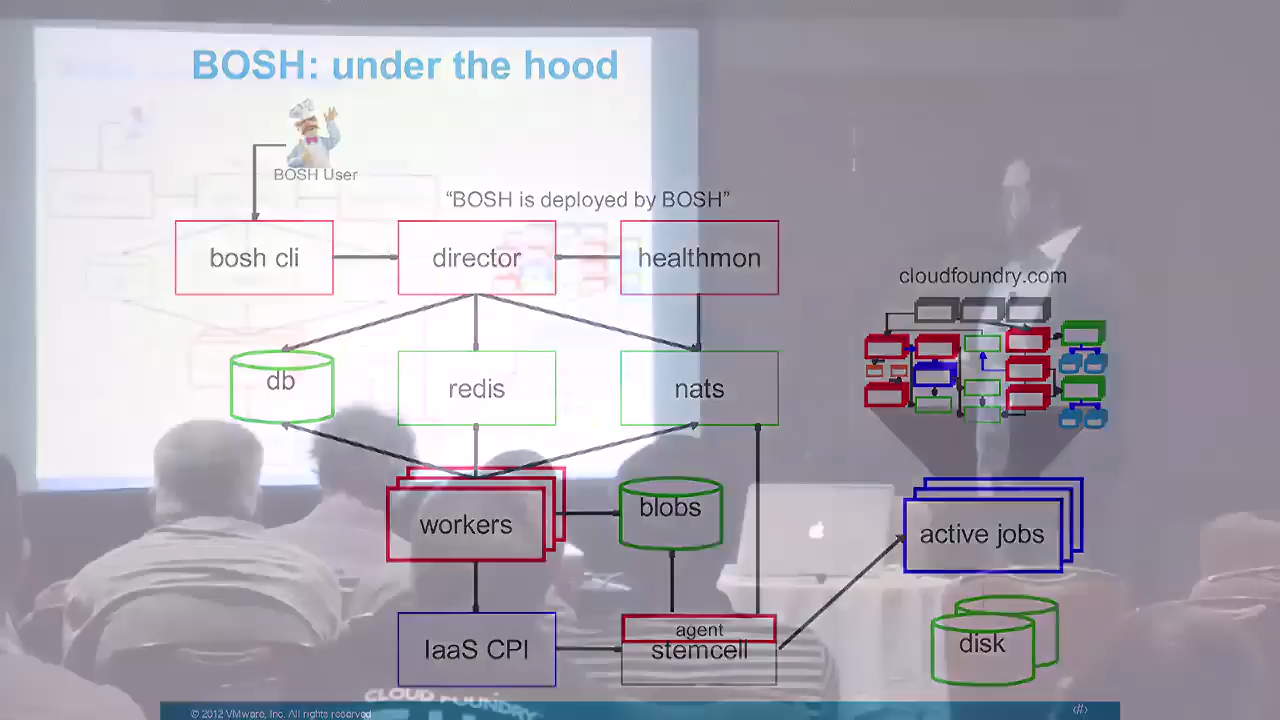 BOSH: under the hood
BOSH User
“BOSH is deployed by BOSH”
bosh cli
director
healthmon
cloudfoundry.com
db
redis
nats
workers
blobs
active jobs
IaaS CPI
agent
stemcell
disk
CLOUD FOUNDRY
© 2012 VMware, Inc. All rights reserved
‹#›